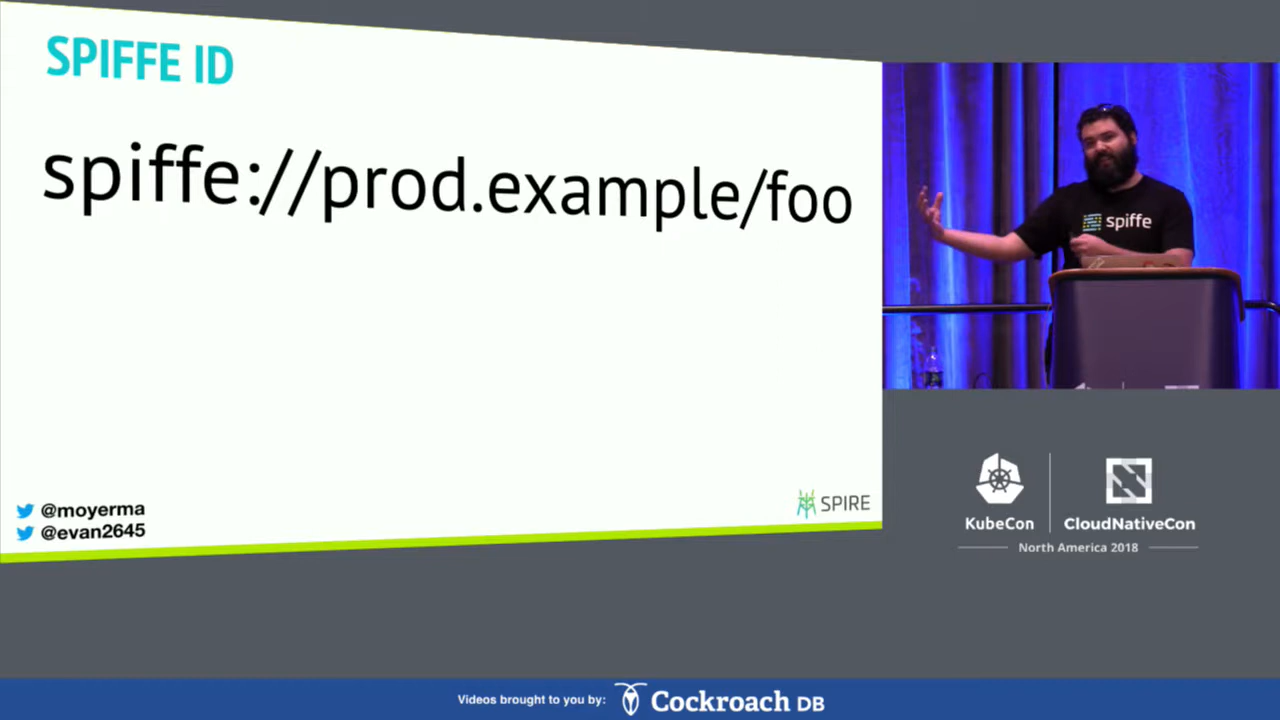 SPIFFE ID
spiffe://prod.example/foo
@moyerma
@evan2645
SPIRE
spiffe
KubeCon
CloudNativeCon
North America 2018
Videos brought to you by:
Cockroach DB